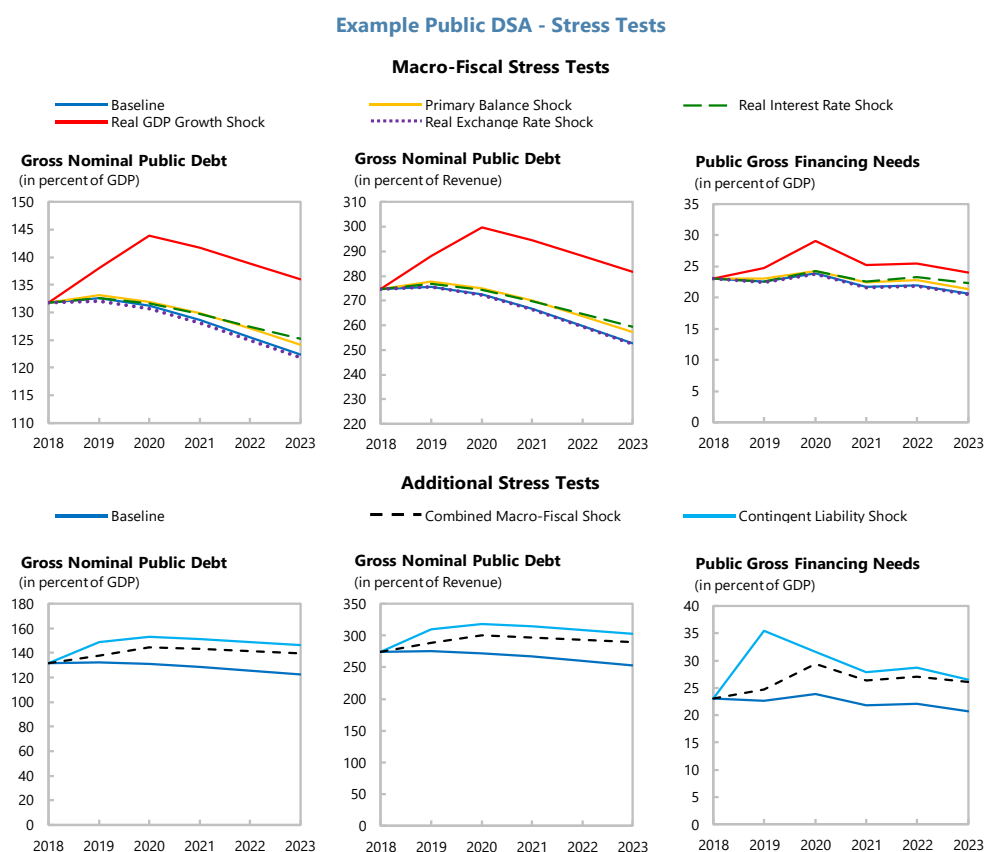 Example Public DSA - Stress Tests
Macro-Fiscal Stress Tests
Baseline
Primary Balance Shock
Real Interest Rate Shock
Real GDP Growth Shock
Real Exchange Rate Shock
Gross Nominal Public Debt
(in percent of GDP)
150
145
140
135
130
125
120
115
110
2018 2019 2020 2021 2022 2023
Gross Nominal Public Debt
(in percent of Revenue)
310
300
290
280
270
260
250
240
230
220
2018 2019 2020 2021 2022 2023
Public Gross Financing Needs
(in percent of GDP)
35
30
25
20
15
10
5
0
2018 2019 2020 2021 2022 2023
Additional Stress Tests
Baseline
Combined Macro-Fiscal Shock
Contingent Liability Shock
Gross Nominal Public Debt
(in percent of GDP)
180
160
140
120
100
80
60
40
20
0
2018 2019 2020 2021 2022 2023
Gross Nominal Public Debt
(in percent of Revenue)
350
300
250
200
150
100
50
0
2018 2019 2020 2021 2022 2023
Public Gross Financing Needs
(in percent of GDP)
40
35
30
25
20
15
10
5
0
2018 2019 2020 2021 2022 2023